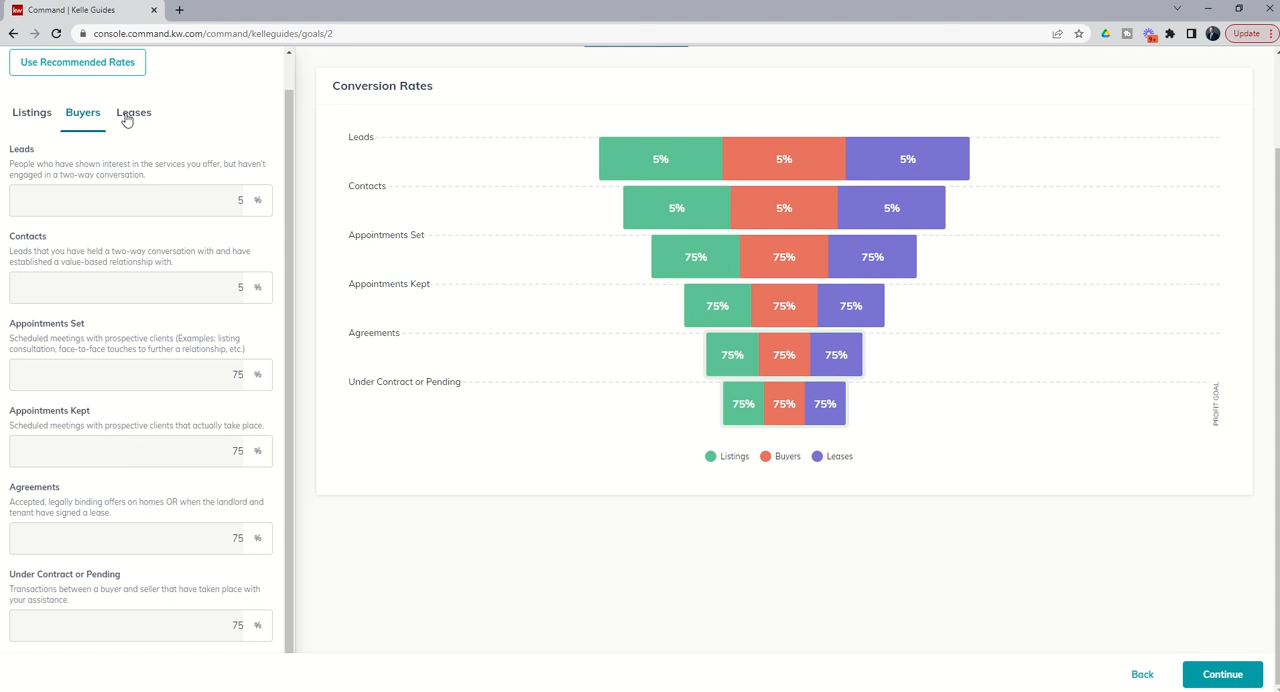 Command | Kelle Guides
console.command.kw.com/command/kelleguides/goals/2
9+
Update
Use Recommended Rates
Listings
Buyers
Leases
Leads
People who have shown interest in the services you offer, but haven't
engaged in a two-way conversation.
5 %
Contacts
Leads that you have held a two-way conversation with and have
established a value-based relationship with.
5 %
Appointments Set
Scheduled meetings with prospective clients (Examples: listing
consultation, face-to-face touches to further a relationship, etc.)
75 %
Appointments Kept
Scheduled meetings with prospective clients that actually take place.
75 %
Agreements
Accepted, legally binding offers on homes OR when the landlord and
tenant have signed a lease.
75 %
Under Contract or Pending
Transactions between a buyer and seller that have taken place with
your assistance.
75 %
Conversion Rates
Leads
5% 5% 5%
Contacts
5% 5% 5%
Appointments Set
75% 75% 75%
Appointments Kept
75% 75% 75%
Agreements
75% 75% 75%
Under Contract or Pending
75% 75% 75%
PROFIT GOAL
Listings Buyers Leases
Back
Continue